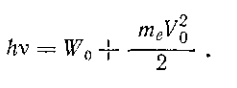 hν = W₀ + mₑV₀²/2 .